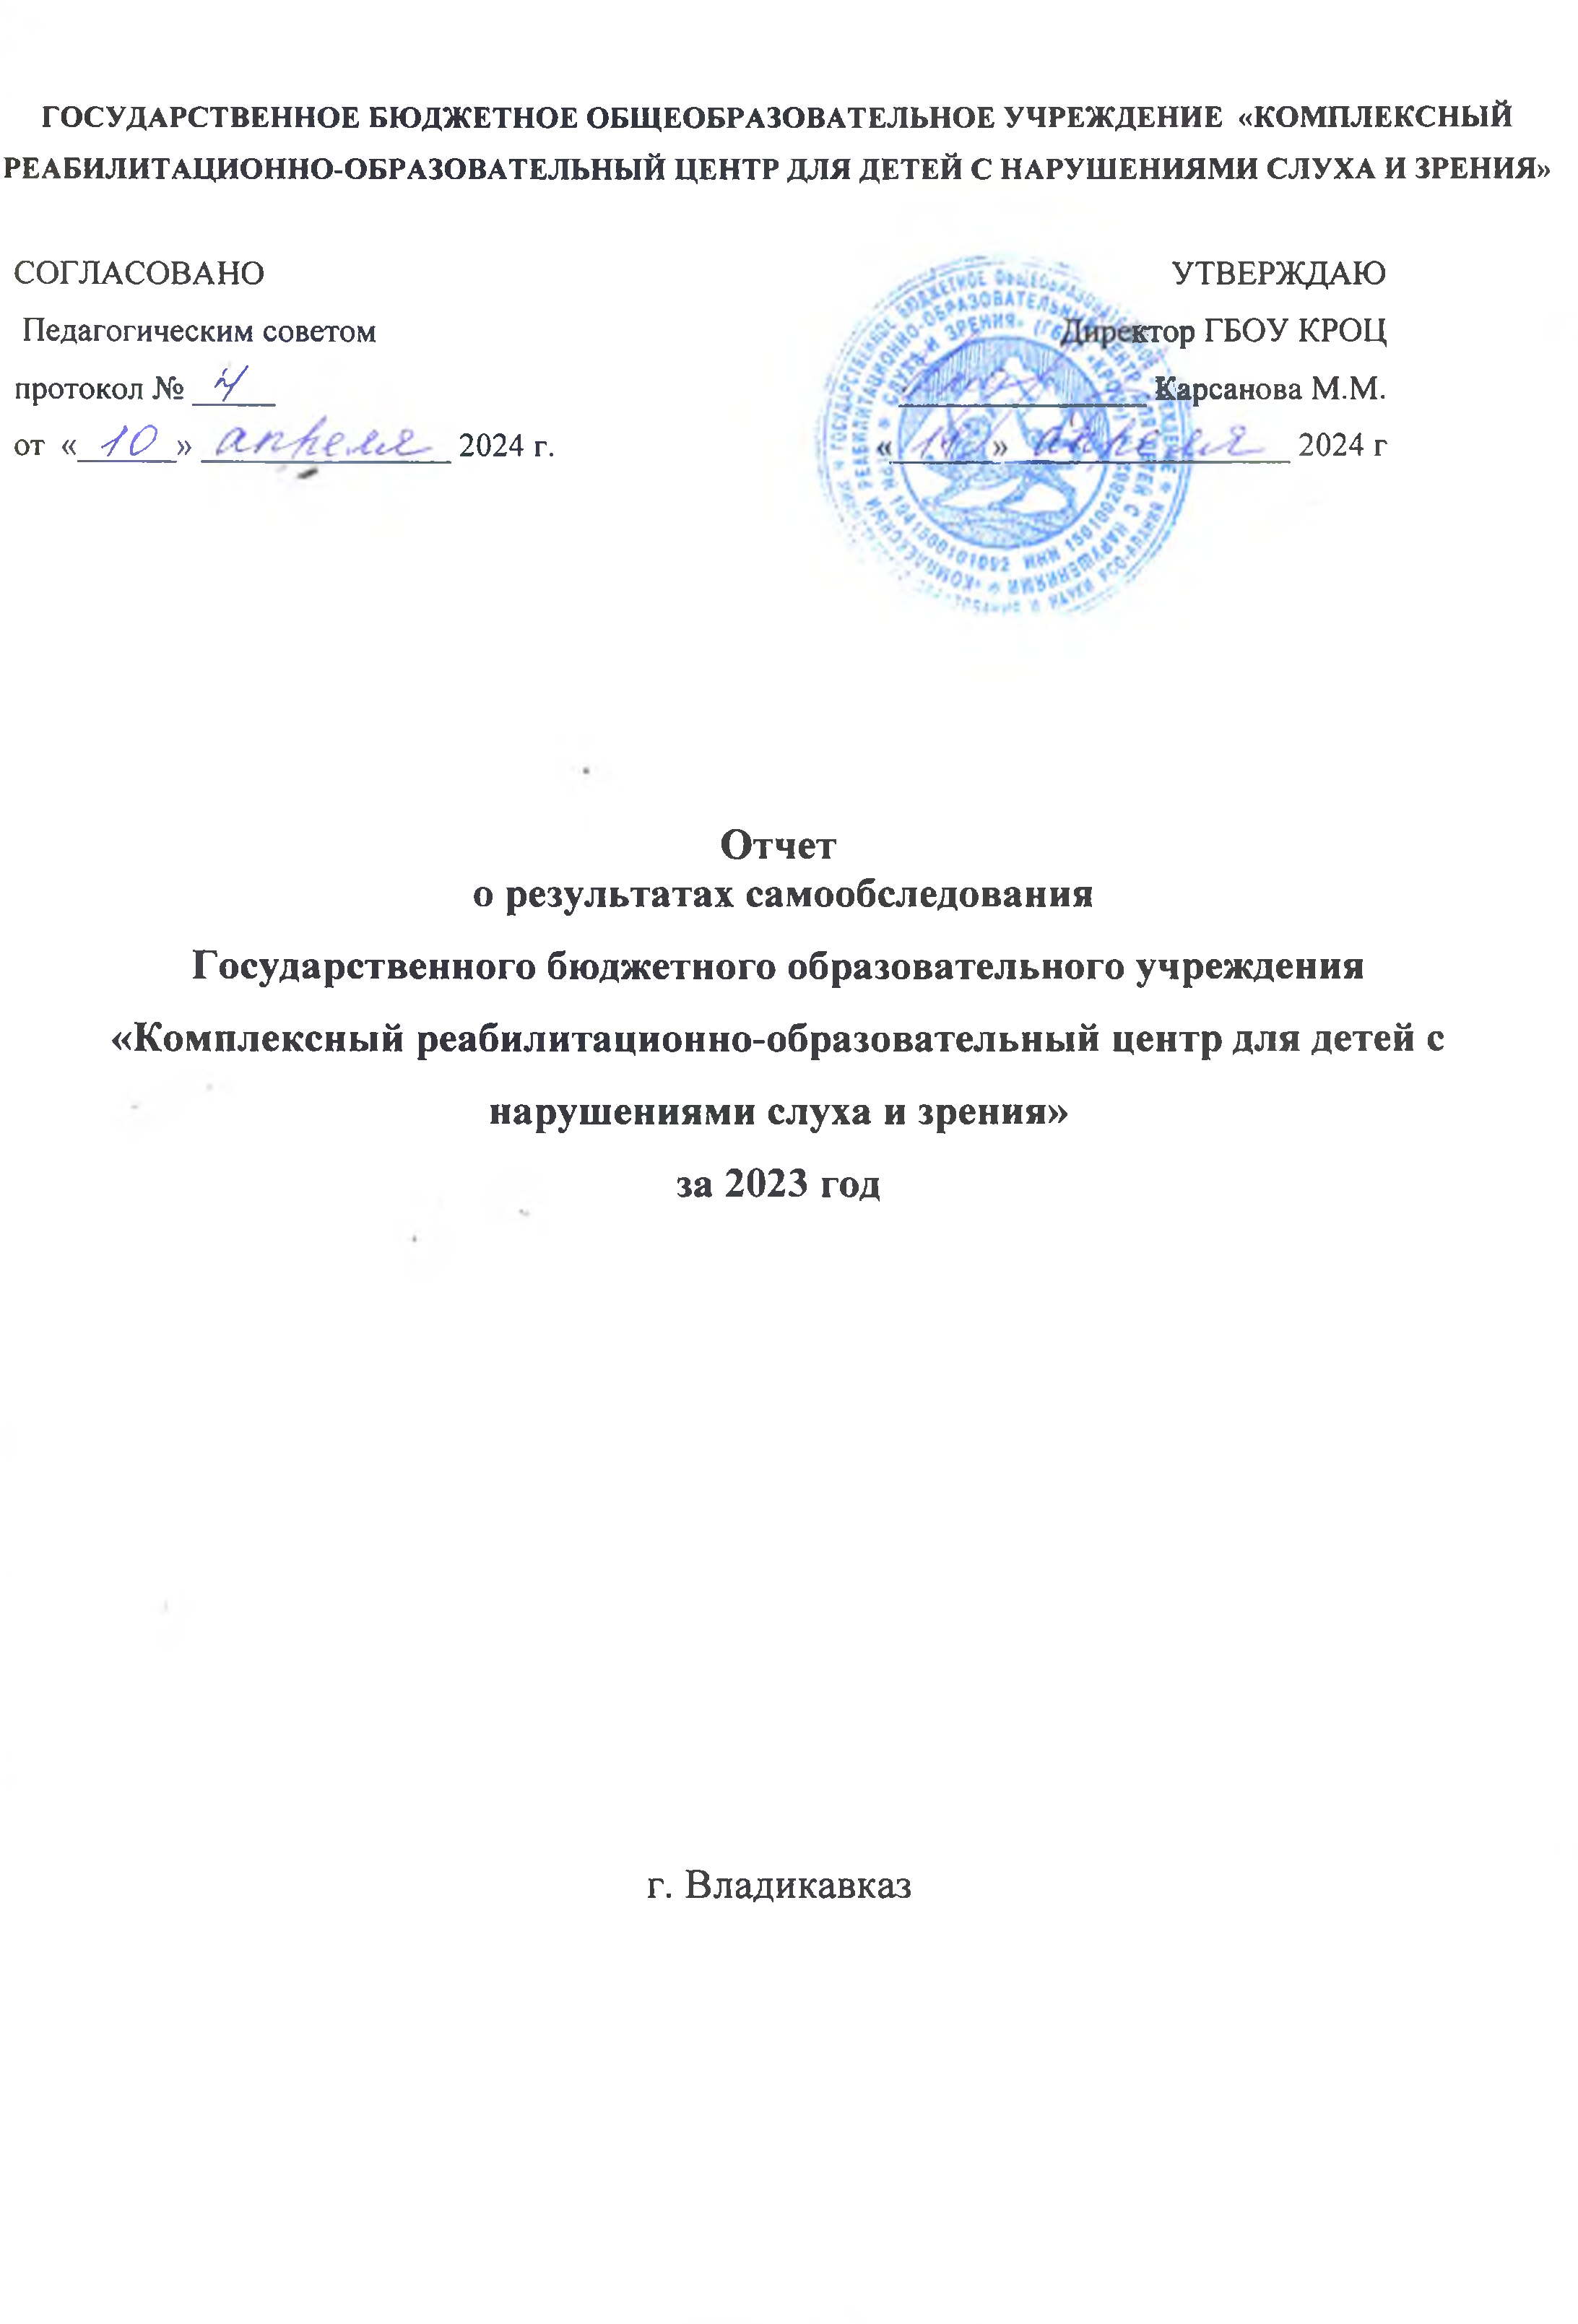 ГОСУДАРСТВЕННОЕ БЮДЖЕТНОЕ ОБЩЕОБРАЗОВАТЕЛЬНОЕ УЧРЕЖДЕНИЕ «КОМПЛЕКСНЫЙ
РЕАБИЛИТАЦИОННО-ОБРАЗОВАТЕЛЬНЫЙ ЦЕНТР ДЛЯ ДЕТЕЙ С НАРУШЕНИЯМИ СЛУХА И ЗРЕНИЯ»
СОГЛАСОВАНО
Педагогическим советом
протокол № 4
от «10» апреля 2024 г.
УТВЕРЖДАЮ
Директор ГБОУ КРОЦ
Карсанова М.М.
« » апреля 2024 г
Отчет
о результатах самообследования
Государственного бюджетного образовательного учреждения
«Комплексный реабилитационно-образовательный центр для детей с
нарушениями слуха и зрения»
за 2023 год
г. Владикавказ